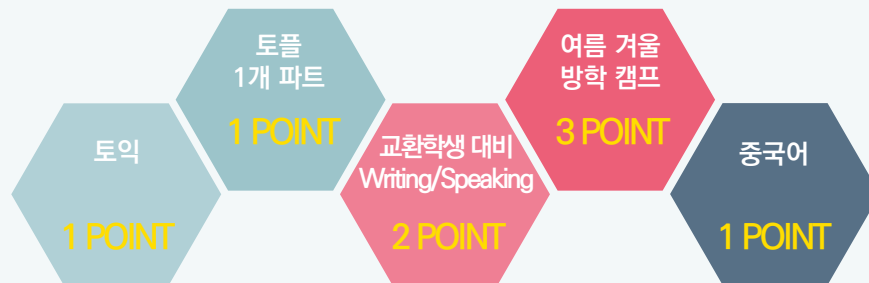 토익
1 POINT
토플
1개 파트
1 POINT
교환학생 대비
Writing/Speaking
2 POINT
여름 겨울
방학 캠프
3 POINT
중국어
1 POINT